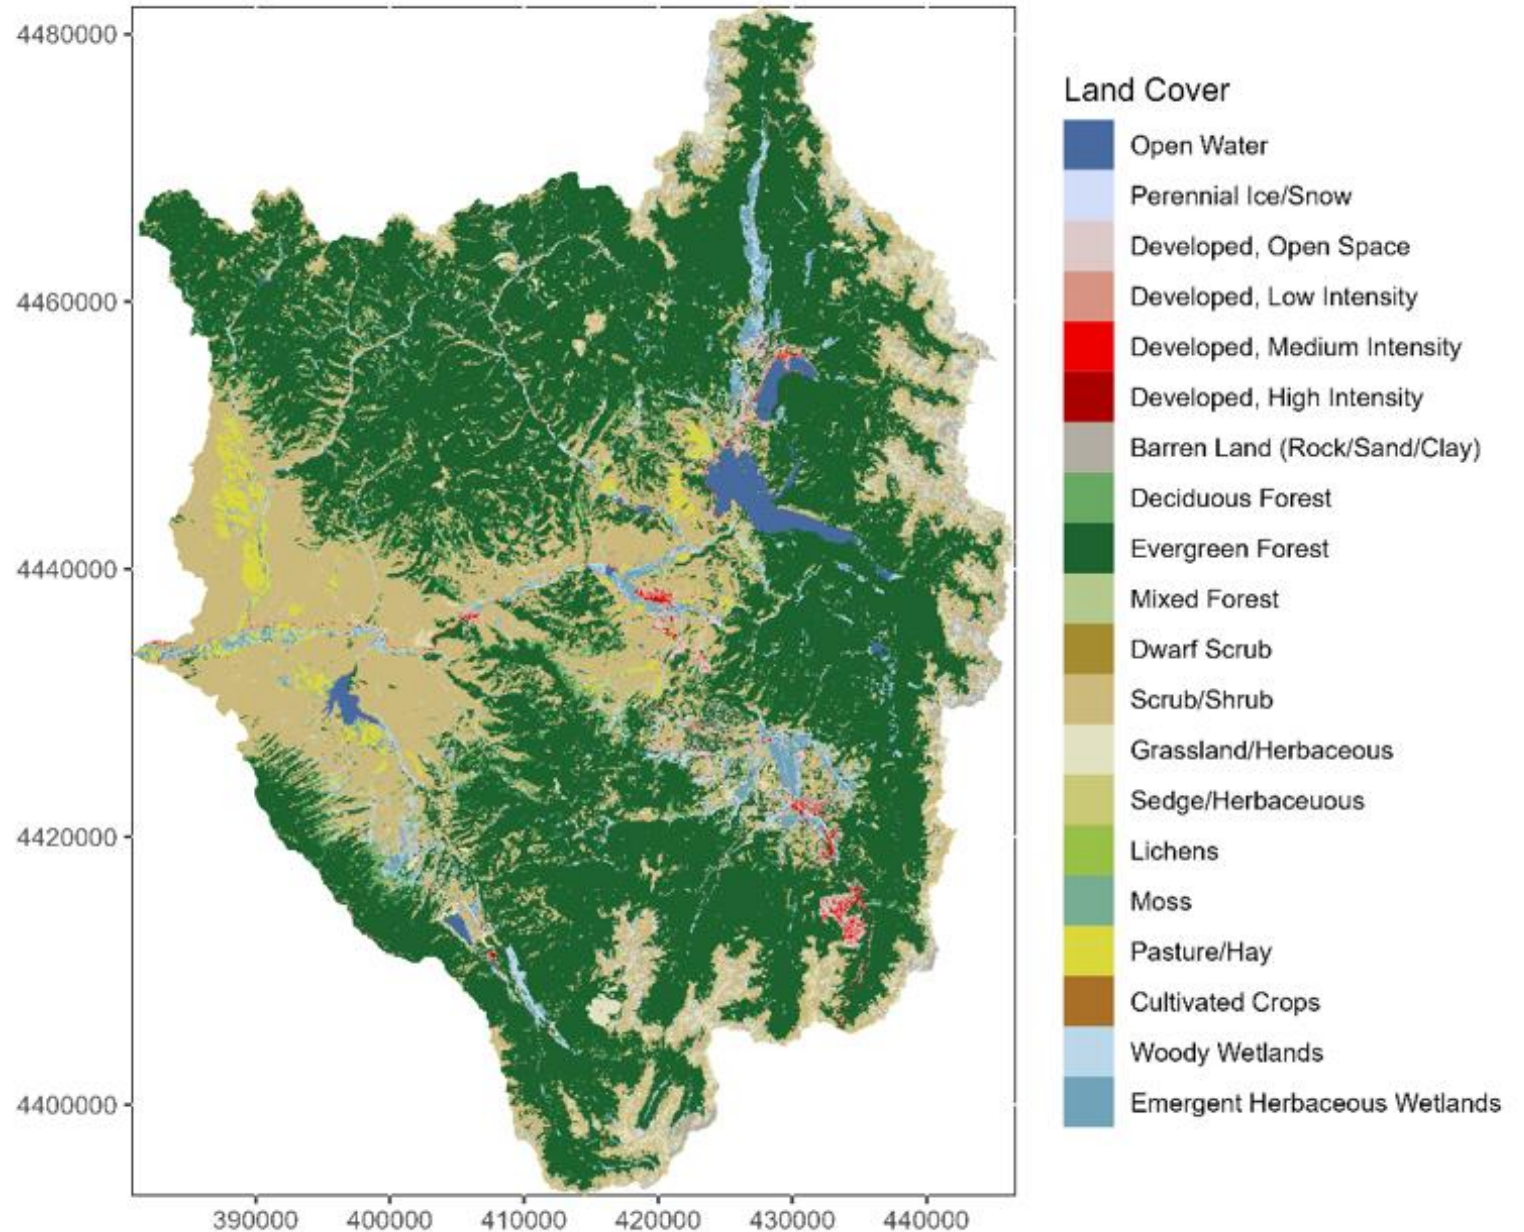 4480000
4460000
4440000
4420000
4400000
390000 400000 410000 420000 430000 440000
Land Cover
Open Water
Perennial Ice/Snow
Developed, Open Space
Developed, Low Intensity
Developed, Medium Intensity
Developed, High Intensity
Barren Land (Rock/Sand/Clay)
Deciduous Forest
Evergreen Forest
Mixed Forest
Dwarf Scrub
Scrub/Shrub
Grassland/Herbaceous
Sedge/Herbaceuous
Lichens
Moss
Pasture/Hay
Cultivated Crops
Woody Wetlands
Emergent Herbaceous Wetlands